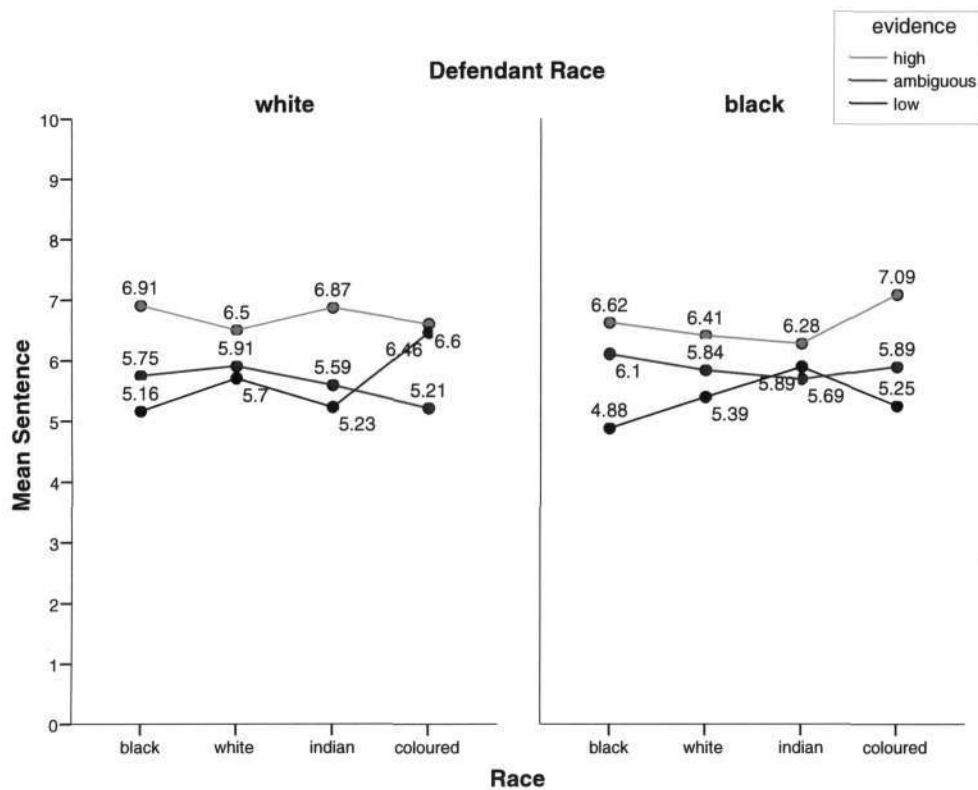 evidence
high
ambiguous
low
Defendant Race
white
black
Mean Sentence
10
9
8
7
6
5
4
3
2
1
0
6.91
6.5
6.87
6.6
5.75
5.91
5.59
5.21
5.16
5.7
5.23
6.46
6.62
6.41
6.28
7.09
6.1
5.84
5.69
5.89
4.88
5.39
5.89
5.25
black
white
indian
coloured
black
white
indian
coloured
Race